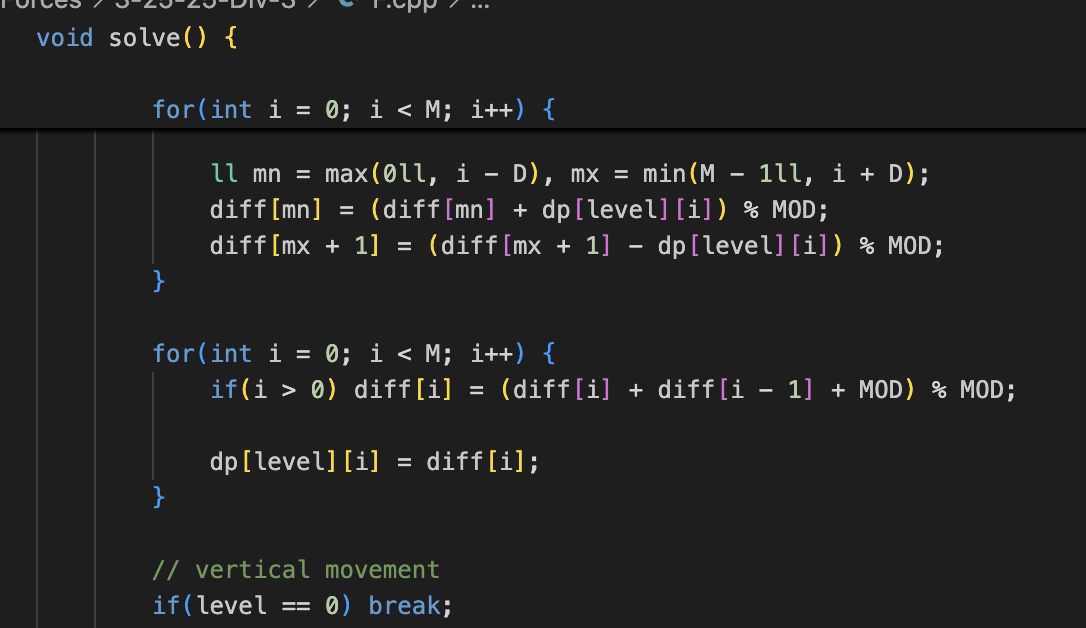 Forces > 3-25-25-Div-3 > F.cpp > ...
void solve() {
for(int i = 0; i < M; i++) {
ll mn = max(0ll, i - D), mx = min(M - 1ll, i + D);
diff[mn] = (diff[mn] + dp[level][i]) % MOD;
diff[mx + 1] = (diff[mx + 1] - dp[level][i]) % MOD;
}
for(int i = 0; i < M; i++) {
if(i > 0) diff[i] = (diff[i] + diff[i - 1] + MOD) % MOD;
dp[level][i] = diff[i];
}
// vertical movement
if(level == 0) break;